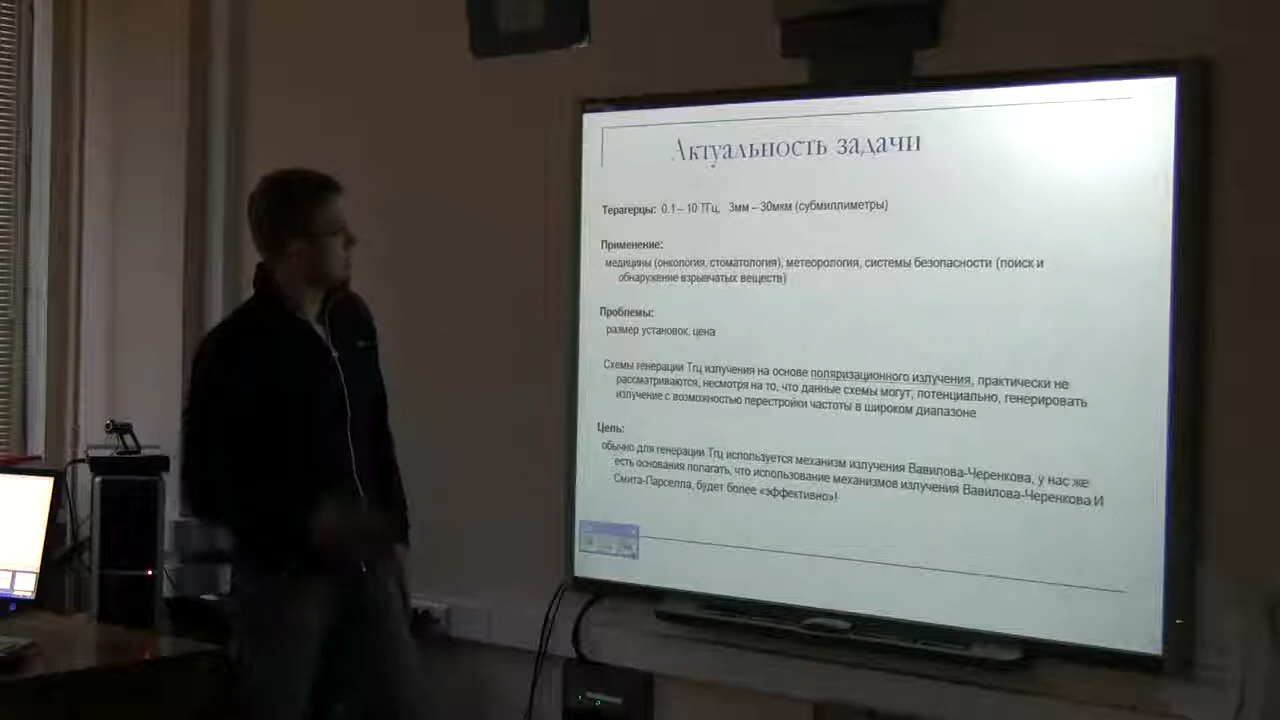 Актуальность задачи
Терагерцы: 0.1 – 10 ТГц, 3мм – 30мкм (субмиллиметры)
Применение:
медицины (онкология, стоматология), метеорология, системы безопасности (поиск и
обнаружение взрывчатых веществ)
Проблемы:
размер установок, цена
Схемы генерации Тгц излучения на основе поляризационного излучения, практически не
рассматриваются, несмотря на то, что данные схемы могут, потенциально, генерировать
излучение с возможностью перестройки частоты в широком диапазоне
Цель:
обычно для генерации Тгц используется механизм излучения Вавилова-Черенкова, у нас же
есть основания полагать, что использование механизмов излучения Вавилова-Черенкова И
Смита-Парселла, будет более «эффективно»!